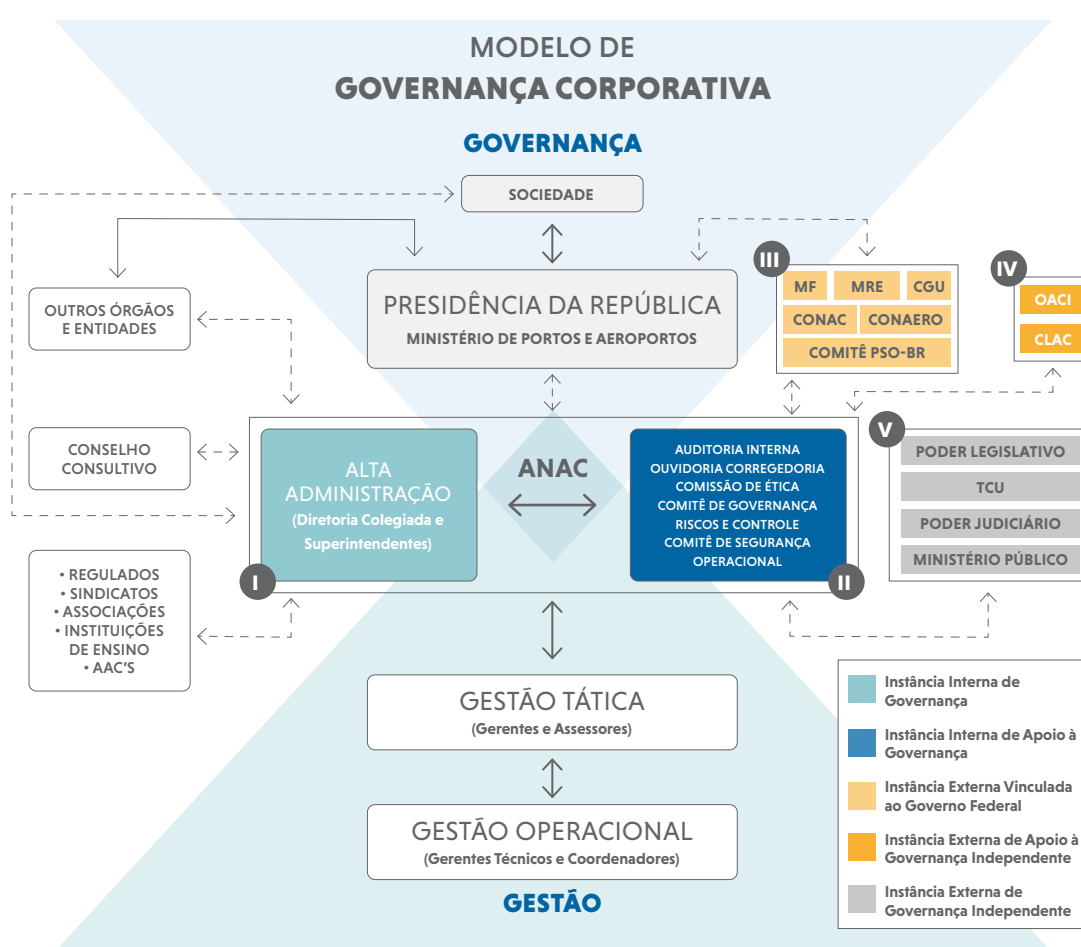 MODELO DE
GOVERNANÇA CORPORATIVA
GOVERNANÇA
SOCIEDADE
OUTROS ÓRGÃOS
E ENTIDADES
PRESIDÊNCIA DA REPÚBLICA
MINISTÉRIO DE PORTOS E AEROPORTOS
III
MF MRE CGU
CONAC CONAERO
COMITÊ PSO-BR
IV
OACI
CLAC
CONSELHO
CONSULTIVO
ALTA
ADMINISTRAÇÃO
(Diretoria Colegiada e
Superintendentes)
I
ANAC
AUDITORIA INTERNA
OUVIDORIA CORREGEDORIA
COMISSÃO DE ÉTICA
COMITÊ DE GOVERNANÇA
RISCOS E CONTROLE
COMITÊ DE SEGURANÇA
OPERACIONAL
II
V
PODER LEGISLATIVO
TCU
PODER JUDICIÁRIO
MINISTÉRIO PÚBLICO
• REGULADOS
• SINDICATOS
• ASSOCIAÇÕES
• INSTITUIÇÕES
DE ENSINO
• AAC'S
GESTÃO TÁTICA
(Gerentes e Assessores)
GESTÃO OPERACIONAL
(Gerentes Técnicos e Coordenadores)
GESTÃO
Instância Interna de
Governança
Instância Interna de Apoio à
Governança
Instância Externa Vinculada
ao Governo Federal
Instância Externa de Apoio à
Governança Independente
Instância Externa de
Governança Independente